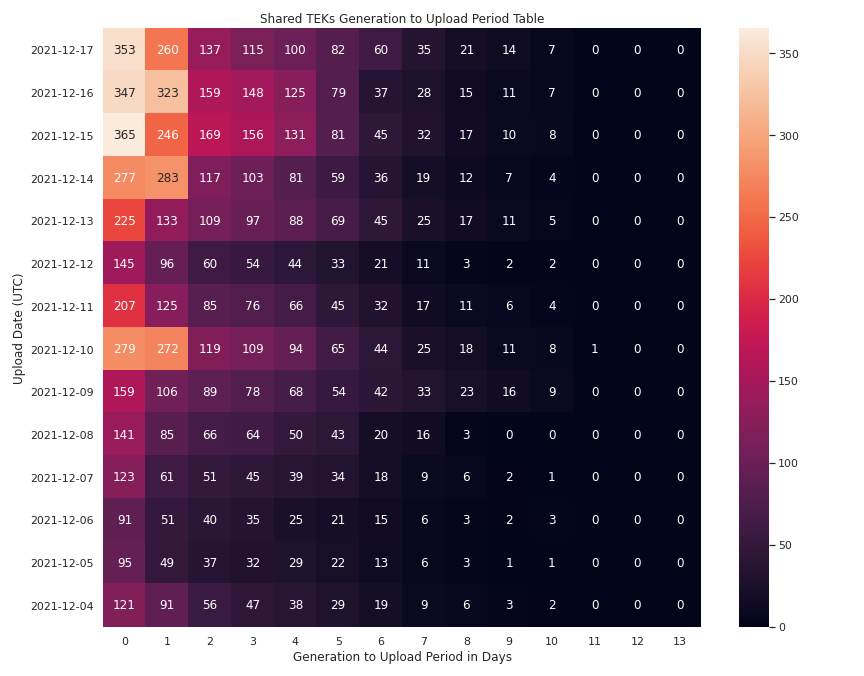 Shared TEKs Generation to Upload Period Table
Upload Date (UTC)
2021-12-17 353 260 137 115 100 82 60 35 21 14 7 0 0 0
2021-12-16 347 323 159 148 125 79 37 28 15 11 7 0 0 0
2021-12-15 365 246 169 156 131 81 45 32 17 10 8 0 0 0
2021-12-14 277 283 117 103 81 59 36 19 12 7 4 0 0 0
2021-12-13 225 133 109 97 88 69 45 25 17 11 5 0 0 0
2021-12-12 145 96 60 54 44 33 21 11 3 2 2 0 0 0
2021-12-11 207 125 85 76 66 45 32 17 11 6 4 0 0 0
2021-12-10 279 272 119 109 94 65 44 25 18 11 8 1 0 0
2021-12-09 159 106 89 78 68 54 42 33 23 16 9 0 0 0
2021-12-08 141 85 66 64 50 43 20 16 3 0 0 0 0 0
2021-12-07 123 61 51 45 39 34 18 9 6 2 1 0 0 0
2021-12-06 91 51 40 35 25 21 15 6 3 2 3 0 0 0
2021-12-05 95 49 37 32 29 22 13 6 3 1 1 0 0 0
2021-12-04 121 91 56 47 38 29 19 9 6 3 2 0 0 0
0 1 2 3 4 5 6 7 8 9 10 11 12 13
Generation to Upload Period in Days
350
300
250
200
150
100
50
0